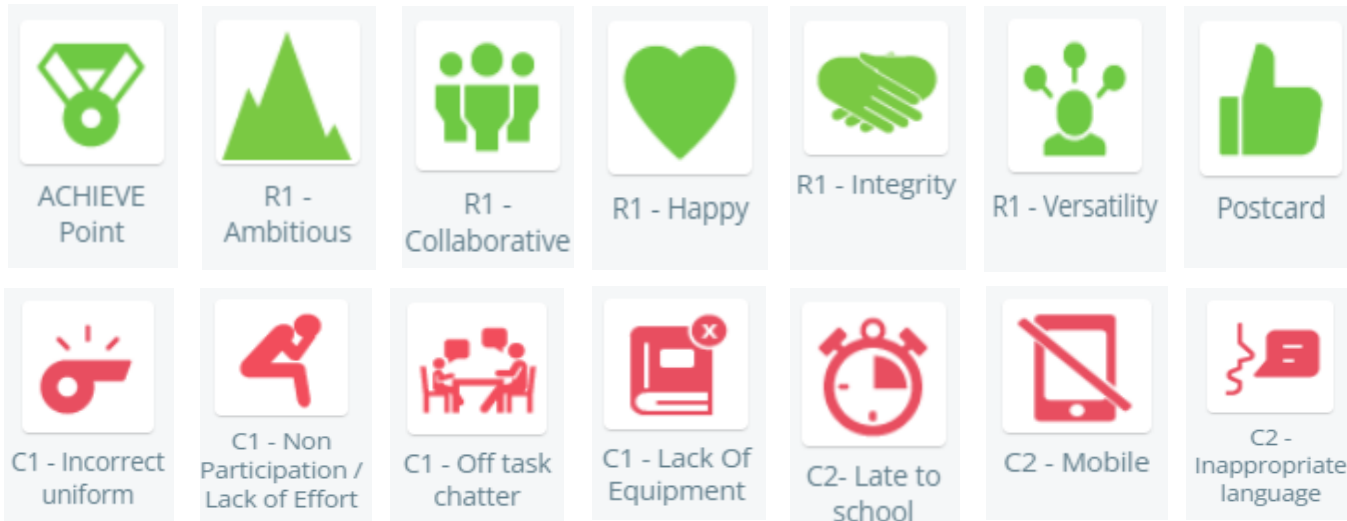 ACHIEVE
Point
R1 -
Ambitious
R1 -
Collaborative
R1 - Happy
R1 - Integrity
R1 - Versatility
Postcard
C1 - Incorrect
uniform
C1 - Non
Participation /
Lack of Effort
C1 - Off task
chatter
C1 - Lack Of
Equipment
C2- Late to
school
C2 - Mobile
C2 -
Inappropriate
language